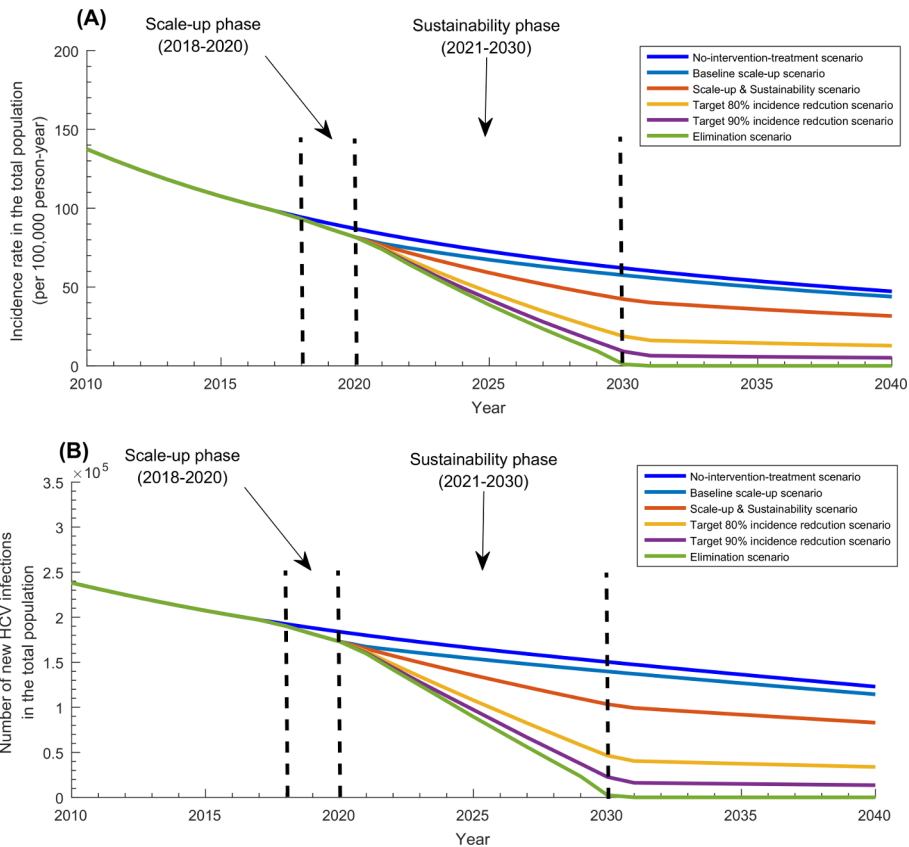 (A)
Scale-up phase
(2018-2020)
Sustainability phase
(2021-2030)
Incidence rate in the total population
(per 100,000 person-year)
200
150
100
50
0
2010 2015 2020 2025 2030 2035 2040
Year
No-intervention-treatment scenario
Baseline scale-up scenario
Scale-up & Sustainability scenario
Target 80% incidence redcution scenario
Target 90% incidence redcution scenario
Elimination scenario
(B)
Scale-up phase
(2018-2020)
Sustainability phase
(2021-2030)
Number of new HCV infections
in the total population
×10^5
3.5
3
2.5
2
1.5
1
0.5
0
2010 2015 2020 2025 2030 2035 2040
Year
No-intervention-treatment scenario
Baseline scale-up scenario
Scale-up & Sustainability scenario
Target 80% incidence redcution scenario
Target 90% incidence redcution scenario
Elimination scenario